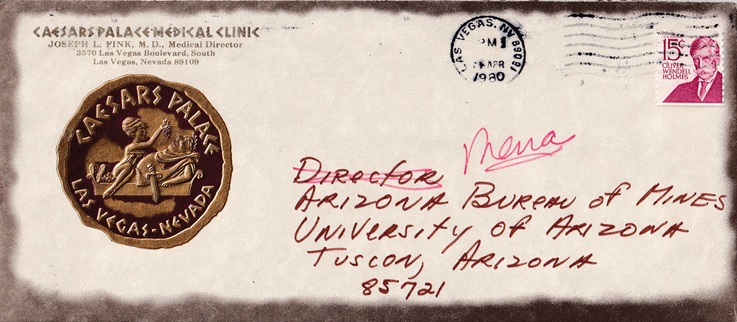 CAESARS PALACE MEDICAL CLINIC
JOSEPH L. FINK, M. D., Medical Director
3570 Las Vegas Boulevard, South
Las Vegas, Nevada 89109
CAESARS PALACE
LAS VEGAS-NEVADA
LAS VEGAS, NV
PM
APR
1980
15c
OLIVER
WENDELL
HOLMES
Director
ARIZONA BUREAU of MINES
UNIVERSITY OF ARIZONA
TUSCON, ARIZONA
85721